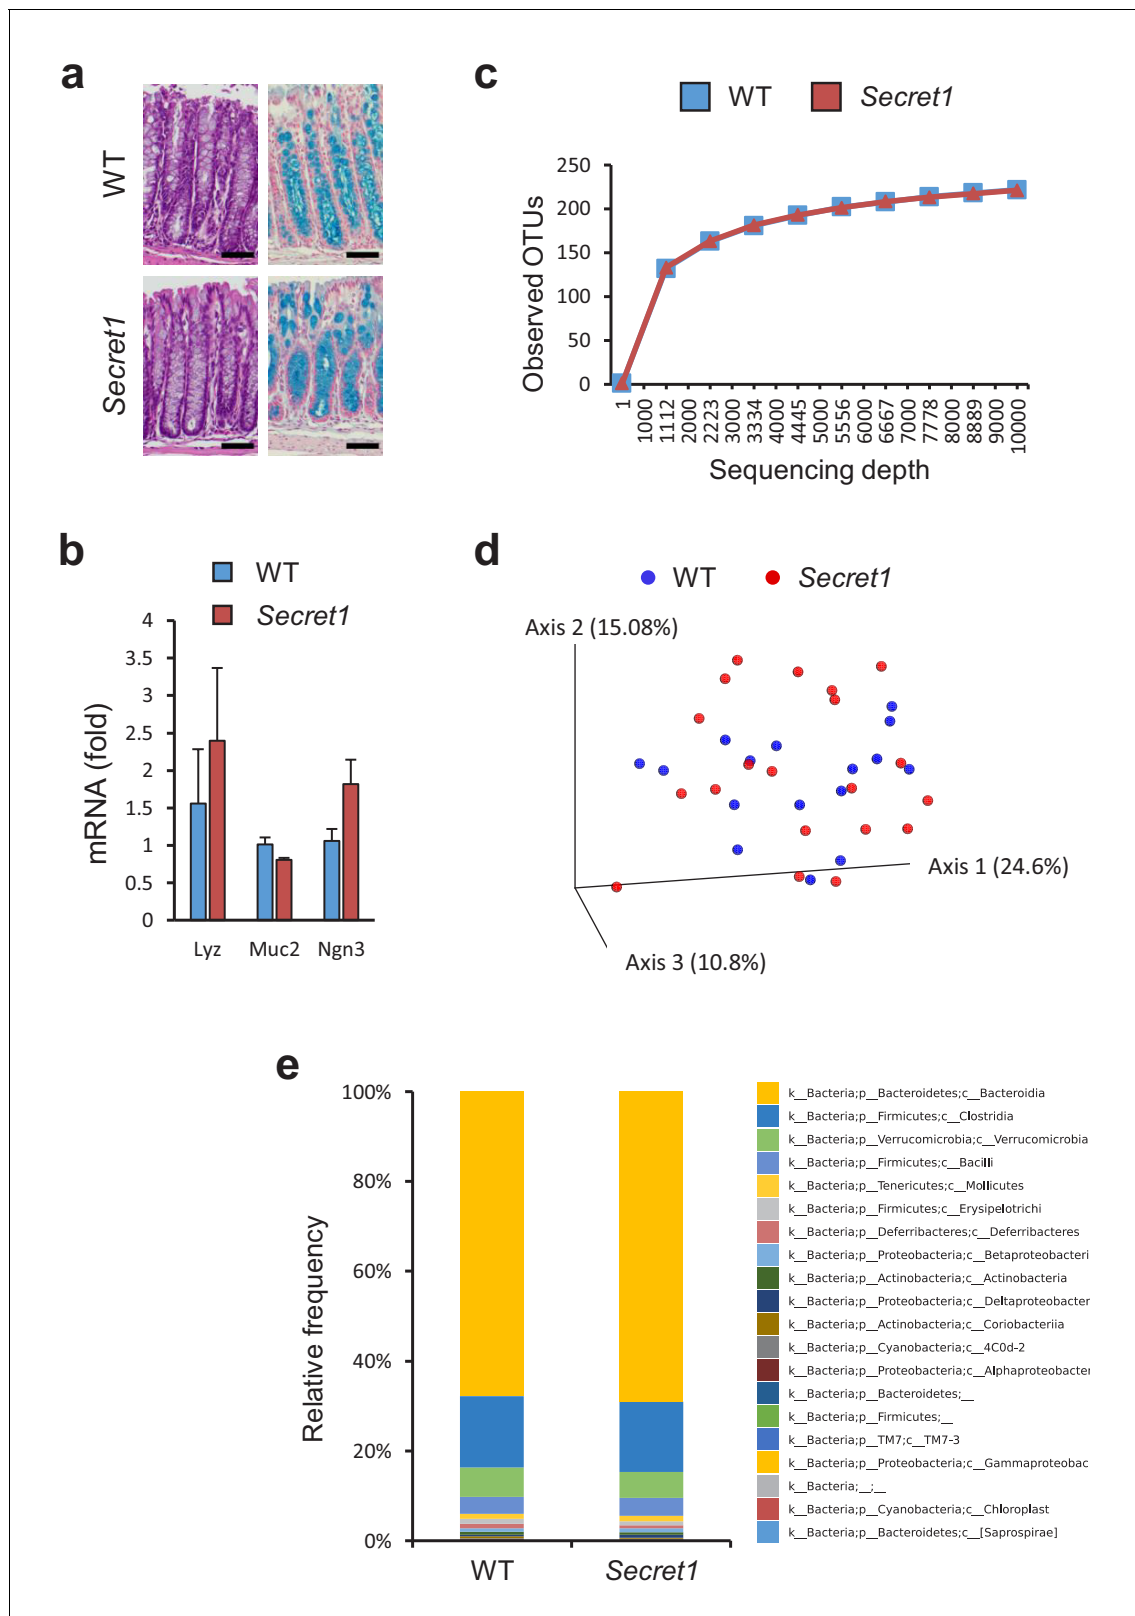 a
WT
Secret1
c
WT Secret1
Observed OTUs
250
200
150
100
50
0
1
1000
1112
2000
2223
3000
3334
4000
4445
5000
5556
6000
6667
7000
7778
8000
8889
9000
10000
Sequencing depth
b
WT
Secret1
mRNA (fold)
4
3.5
3
2.5
2
1.5
1
0.5
0
Lyz Muc2 Ngn3
d
WT Secret1
Axis 2 (15.08%)
Axis 1 (24.6%)
Axis 3 (10.8%)
e
Relative frequency
100%
80%
60%
40%
20%
0%
WT Secret1
k__Bacteria;p__Bacteroidetes;c__Bacteroidia
k__Bacteria;p__Firmicutes;c__Clostridia
k__Bacteria;p__Verrucomicrobia;c__Verrucomicrobia
k__Bacteria;p__Firmicutes;c__Bacilli
k__Bacteria;p__Tenericutes;c__Mollicutes
k__Bacteria;p__Firmicutes;c__Erysipelotrichi
k__Bacteria;p__Deferribacteres;c__Deferribacteres
k__Bacteria;p__Proteobacteria;c__Betaproteobacteri
k__Bacteria;p__Actinobacteria;c__Actinobacteria
k__Bacteria;p__Proteobacteria;c__Deltaproteobacter
k__Bacteria;p__Actinobacteria;c__Coriobacteriia
k__Bacteria;p__Cyanobacteria;c__4C0d-2
k__Bacteria;p__Proteobacteria;c__Alphaproteobacter
k__Bacteria;p__Bacteroidetes;__
k__Bacteria;p__Firmicutes;__
k__Bacteria;p__TM7;c__TM7-3
k__Bacteria;p__Proteobacteria;c__Gammaproteobac
k__Bacteria;__;__
k__Bacteria;p__Cyanobacteria;c__Chloroplast
k__Bacteria;p__Bacteroidetes;c__[Saprospirae]